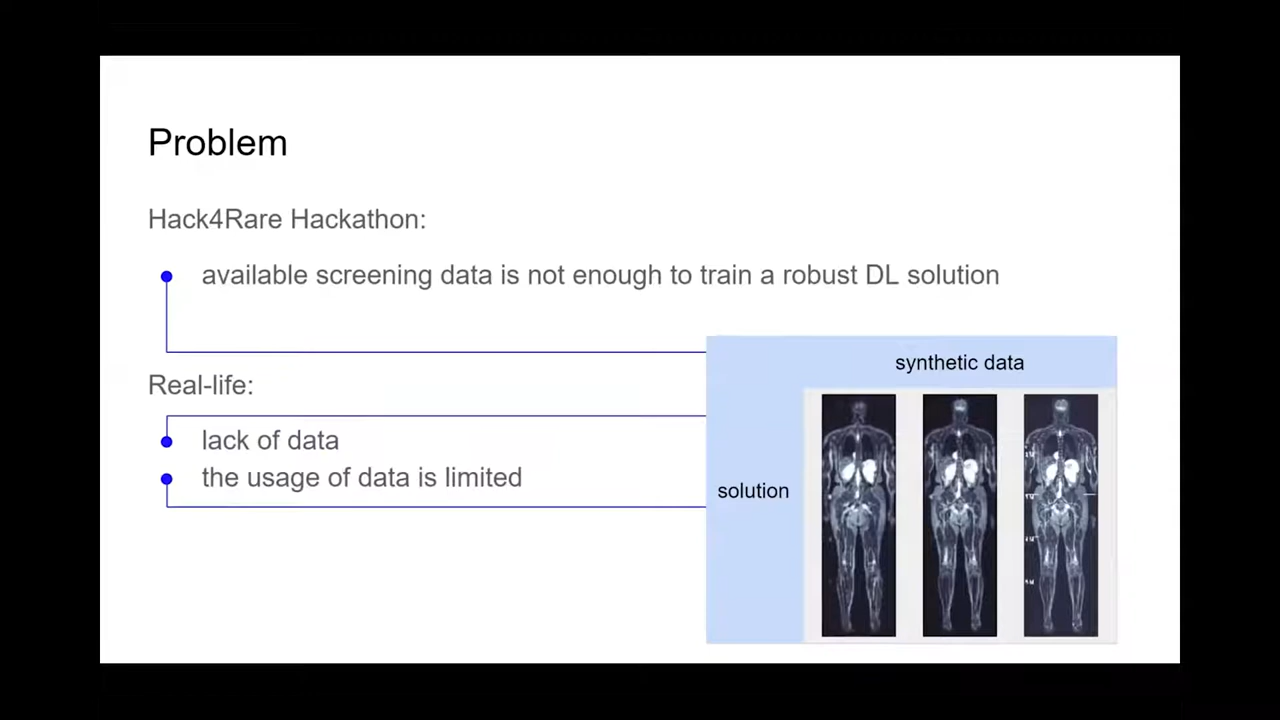 Problem
Hack4Rare Hackathon:
available screening data is not enough to train a robust DL solution
Real-life:
lack of data
the usage of data is limited
synthetic data
solution